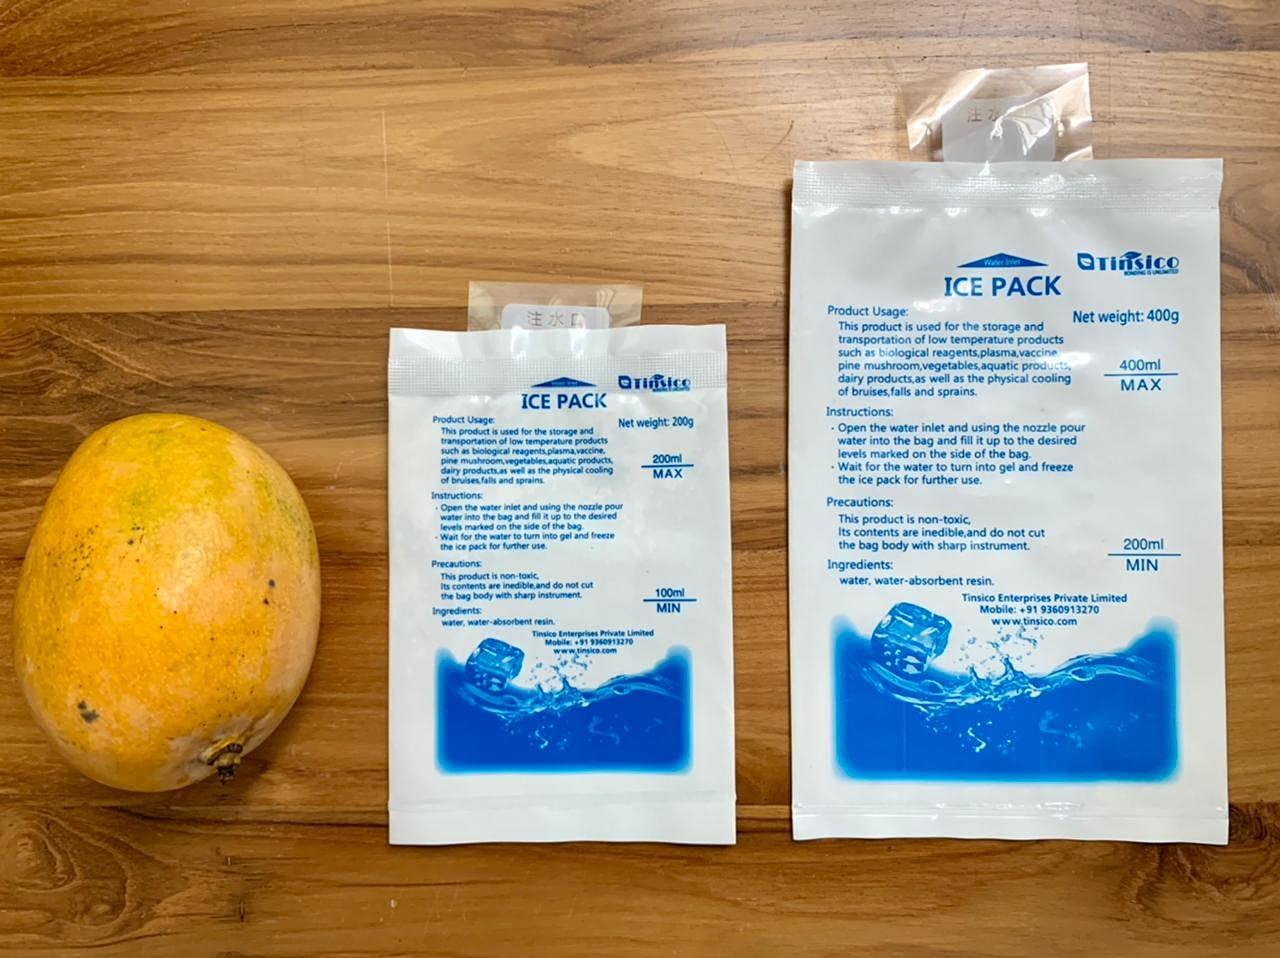 注水口
Water Inlet
Tinsico
ICE PACK
Product Usage:
Net weight: 200g
This product is used for the storage and
transportation of low temperature products
such as biological reagents,plasma,vaccine,
pine mushroom,vegetables,aquatic products,
dairy products,as well as the physical cooling
of bruises,falls and sprains.
200ml
MAX
Instructions:
· Open the water inlet and using the nozzle pour
water into the bag and fill it up to the desired
levels marked on the side of the bag.
· Wait for the water to turn into gel and freeze
the ice pack for further use.
Precautions:
This product is non-toxic,
Its contents are inedible,and do not cut
the bag body with sharp instrument.
100ml
MIN
Ingredients:
water, water-absorbent resin.
Tinsico Enterprises Private Limited
Mobile: +91 9360913270
www.tinsico.com
注水
Water Inlet
Tinsico
BONDING IS UNLIMITED
ICE PACK
Product Usage:
Net weight: 400g
This product is used for the storage and
transportation of low temperature products
such as biological reagents,plasma,vaccine,
pine mushroom,vegetables,aquatic products,
dairy products,as well as the physical cooling
of bruises,falls and sprains.
400ml
MAX
Instructions:
· Open the water inlet and using the nozzle pour
water into the bag and fill it up to the desired
levels marked on the side of the bag.
· Wait for the water to turn into gel and freeze
the ice pack for further use.
Precautions:
This product is non-toxic,
Its contents are inedible,and do not cut
the bag body with sharp instrument.
200ml
MIN
Ingredients:
water, water-absorbent resin.
Tinsico Enterprises Private Limited
Mobile: +91 9360913270
www.tinsico.com